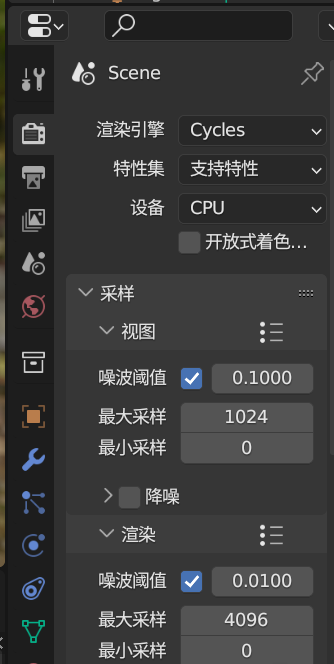 Scene
渲染引擎 Cycles
特性集 支持特性
设备 CPU
开放式着色...
采样
视图
噪波阈值 0.1000
最大采样 1024
最小采样 0
降噪
渲染
噪波阈值 0.0100
最大采样 4096
最小采样 0